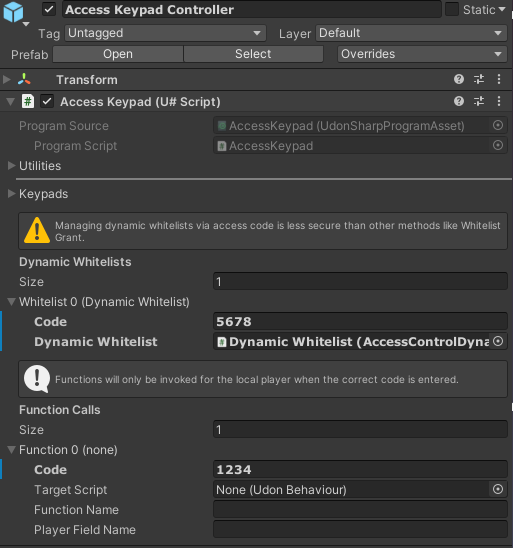 Access Keypad Controller
Static
Tag Untagged Layer Default
Prefab Open Select Overrides
Transform
Access Keypad (U# Script)
Program Source AccessKeypad (UdonSharpProgramAsset)
Program Script AccessKeypad
Utilities
Keypads
Managing dynamic whitelists via access code is less secure than other methods like Whitelist
Grant.
Dynamic Whitelists
Size 1
Whitelist 0 (Dynamic Whitelist)
Code 5678
Dynamic Whitelist Dynamic Whitelist (AccessControlDyna
Functions will only be invoked for the local player when the correct code is entered.
Function Calls
Size 1
Function 0 (none)
Code 1234
Target Script None (Udon Behaviour)
Function Name
Player Field Name